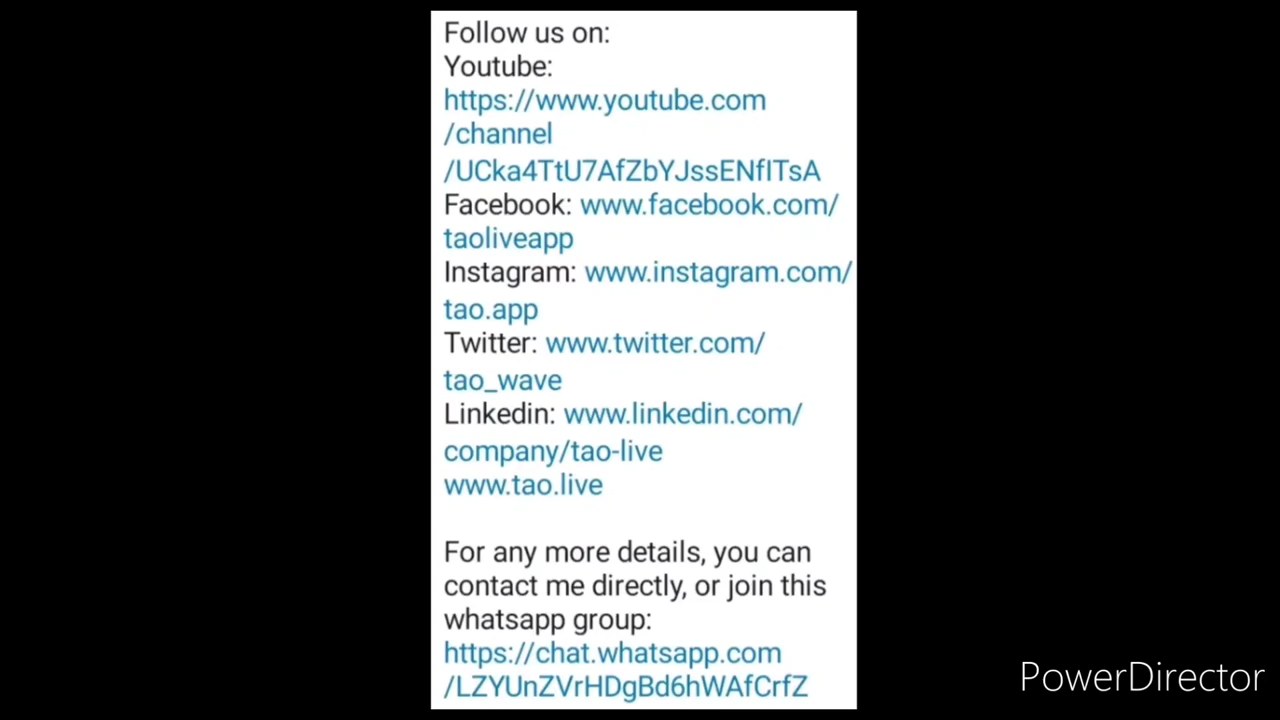 Follow us on:
Youtube:
https://www.youtube.com
/channel
/UCka4TtU7AfZbYJssENfITsA
Facebook: www.facebook.com/
taoliveapp
Instagram: www.instagram.com/
tao.app
Twitter: www.twitter.com/
tao_wave
Linkedin: www.linkedin.com/
company/tao-live
www.tao.live
For any more details, you can
contact me directly, or join this
whatsapp group:
https://chat.whatsapp.com
/LZYUnZVrHDgBd6hWAfCrfZ
PowerDirector